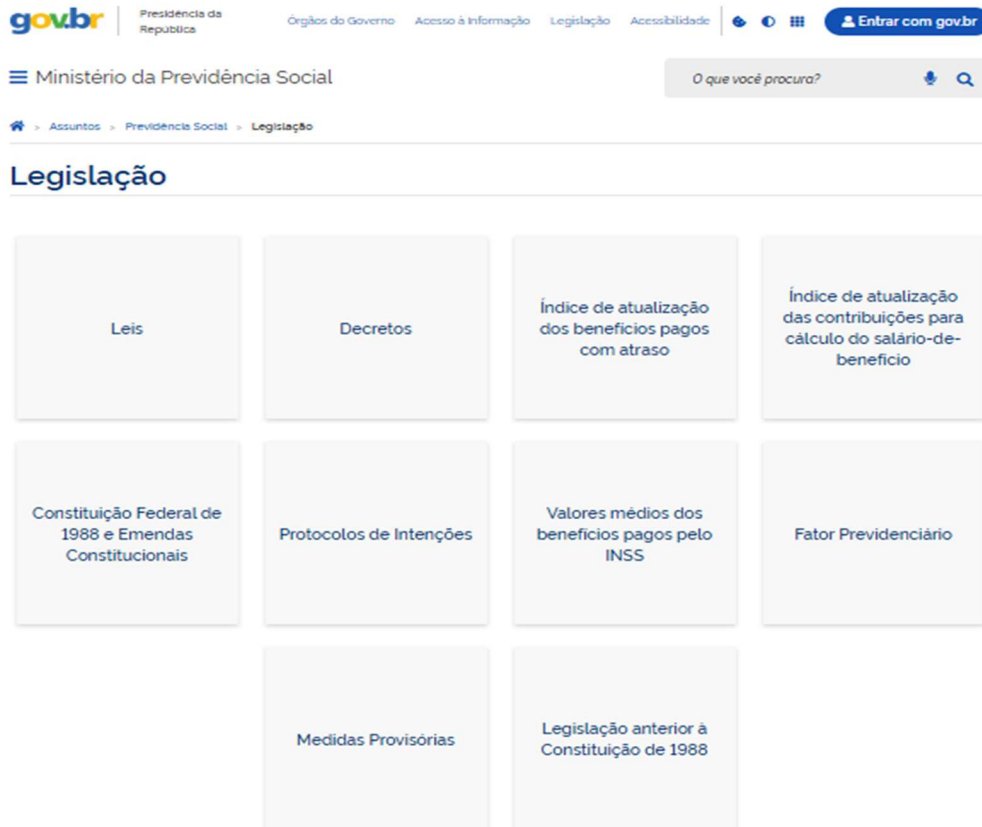 gov.br
Presidência da
República
Órgãos do Governo Acesso à Informação Legislação Acessibilidade
Entrar com gov.br
Ministério da Previdência Social
O que você procura?
> Assuntos > Previdência Social > Legislação
Legislação
Leis
Decretos
Índice de atualização
dos benefícios pagos
com atraso
Índice de atualização
das contribuições para
cálculo do salário-de-
benefício
Constituição Federal de
1988 e Emendas
Constitucionais
Protocolos de Intenções
Valores médios dos
benefícios pagos pelo
INSS
Fator Previdenciário
Medidas Provisórias
Legislação anterior à
Constituição de 1988